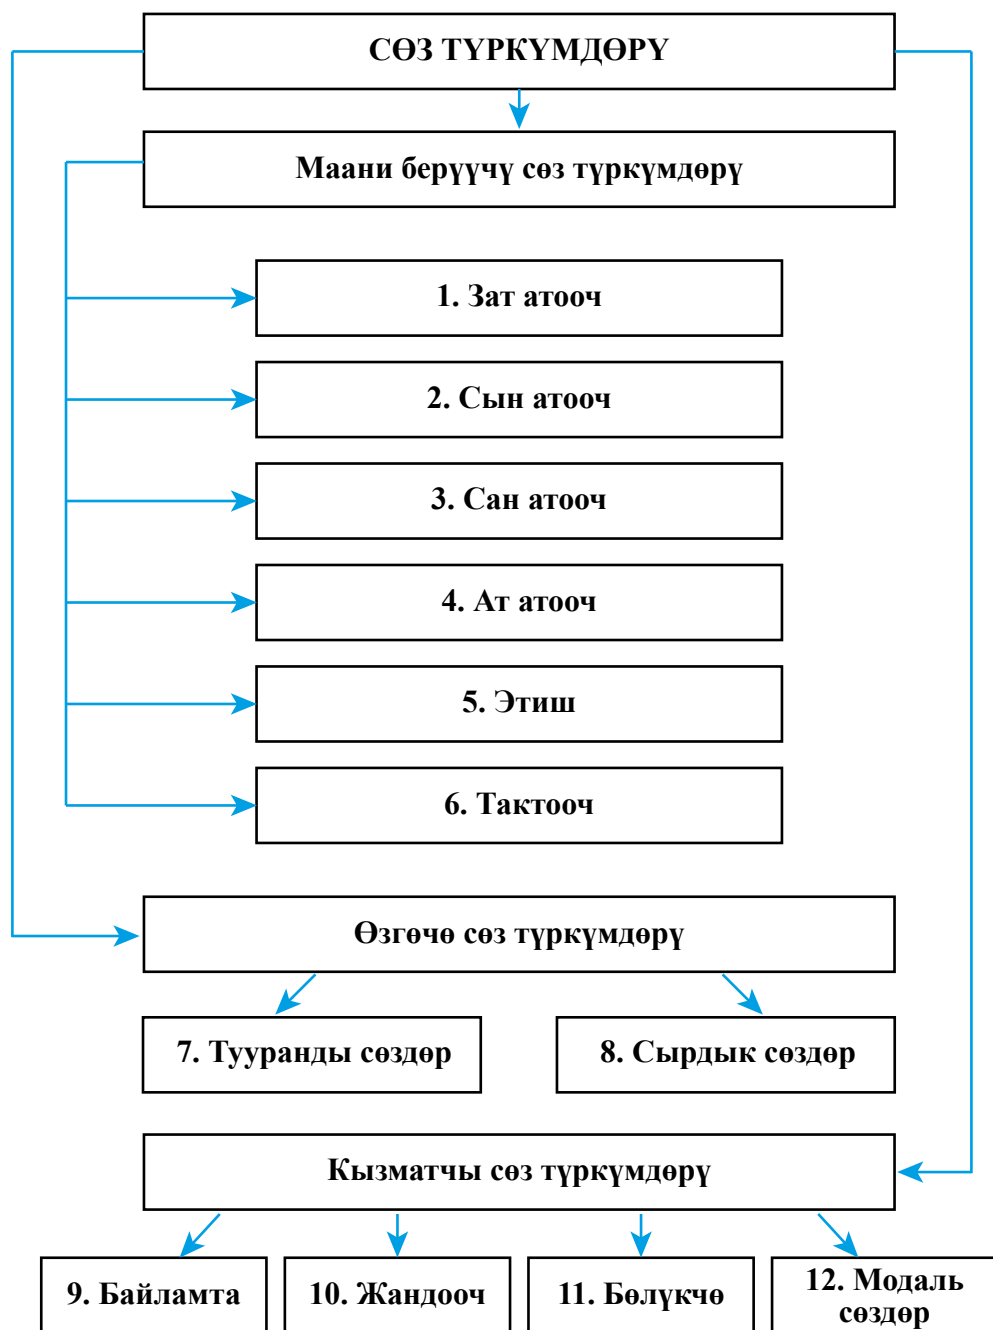 СӨЗ ТҮРКҮМДӨРҮ
Маани берүүчү сөз түркүмдөрү
1. Зат атооч
2. Сын атооч
3. Сан атооч
4. Ат атооч
5. Этиш
6. Тактооч
Өзгөчө сөз түркүмдөрү
7. Тууранды сөздөр
8. Сырдык сөздөр
Кызматчы сөз түркүмдөрү
9. Байламта
10. Жандооч
11. Бөлүкчө
12. Модаль
сөздөр